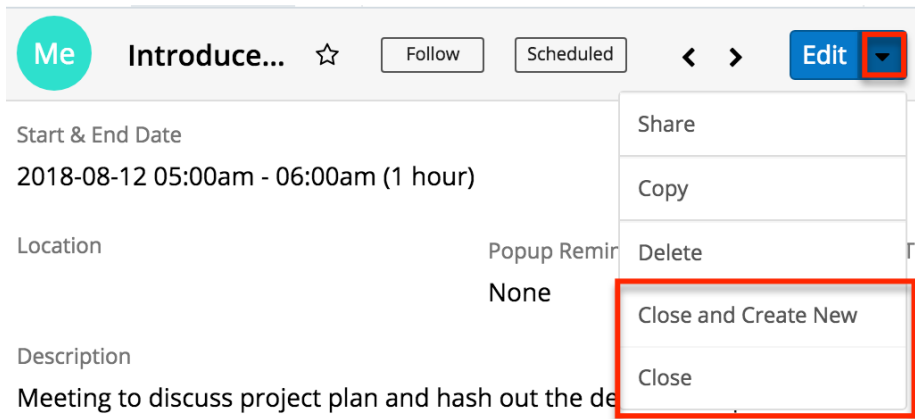 Me Introduce... Follow Scheduled Edit
Share
Start & End Date
2018-08-12 05:00am - 06:00am (1 hour)
Copy
Location
Popup Remin
Delete
None
Close and Create New
Description
Close
Meeting to discuss project plan and hash out the de